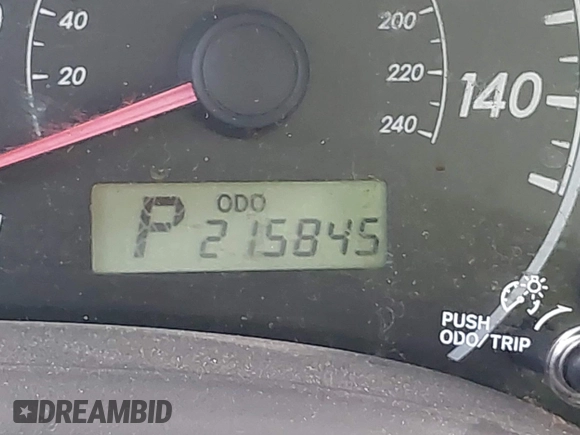 40
20
200
220
240
140
ODO
P 215845
PUSH
ODO/TRIP
DREAMBID